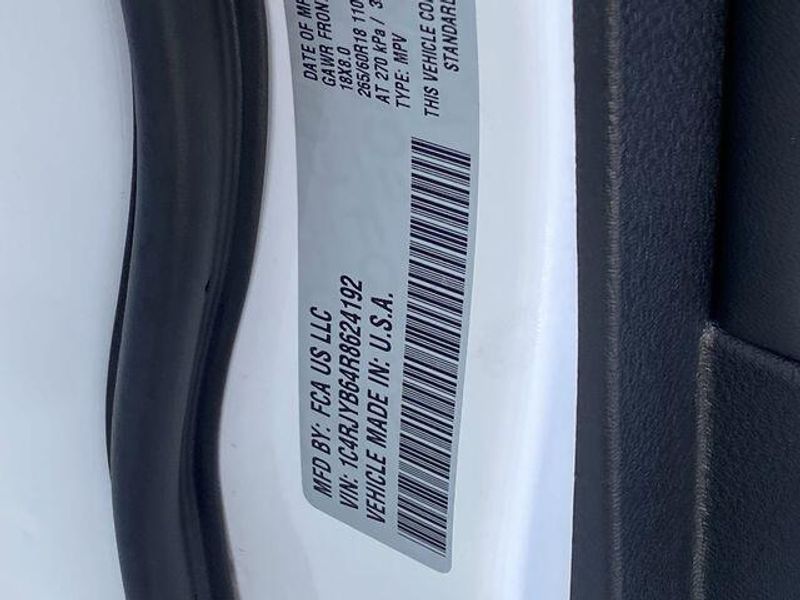 MFD BY: FCA US LLC
VIN: 1C4RJYB64R8624192
VEHICLE MADE IN: U.S.A.
DATE OF
GAWR FRONT
18X8.0
265/60R18 110
AT 270 kPa /
TYPE: MPV
THIS VEHICLE
STANDARD